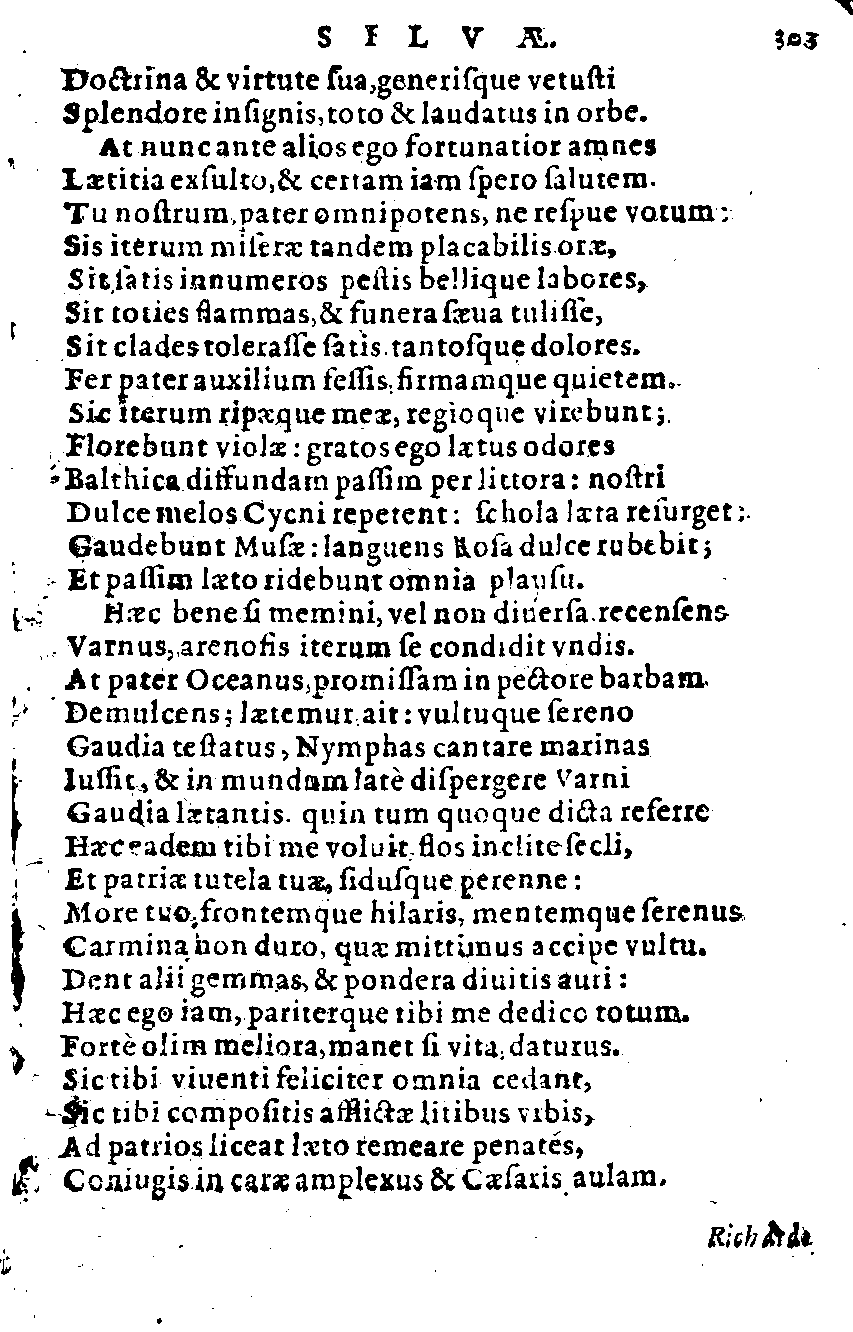 SILVÆ. 303
Doctrina & virtute ſua, generiſque vetuſti
Splendore inſignis, toto & laudatus in orbe.
At nunc ante alios ego fortunatior amnes
Lætitia exſulto, & certam iam ſpero ſalutem.
Tu noſtrum, pater omnipotens, ne reſpue votum:
Sis iterum miſeræ tandem placabilis oræ,
Sit ſatis innumeros peſtis bellique labores,
Sit toties flammas, & funera ſæua tuliſſe,
Sit clades toleraſſe ſatis tantoſque dolores.
Fer pater auxilium feſſis, firmamque quietem.
Sic iterum ripæque meæ, regioque virebunt;
Florebunt violæ: gratos ego lætus odores
Balthica diffundam paſſim per littora: noſtri
Dulce melos Cycni repetent: ſchola læta reſurget:
Gaudebunt Muſæ: languens Roſa dulce rubebit;
Et paſſim læto ridebunt omnia plauſu.
Hæc bene ſi memini, vel non diuerſa recenſens
Varnus, arenoſis iterum ſe condidit vndis.
At pater Oceanus, promiſſam in pectore barbam
Demulcens; lætemur ait: vultuque ſereno
Gaudia teſtatus, Nymphas cantare marinas
Iuſſit, & in mundum latè diſpergere Varni
Gaudia lætantis. quin tum quoque dicta referre
Hæc eadem tibi me voluit, flos inclite ſecli,
Et patriæ tutela tuæ, ſiduſque perenne:
More tuo, frontemque hilaris, mentemque ſerenus
Carmina non duro, quæ mittimus accipe vultu.
Dent alii gemmas, & pondera diuitis auri:
Hæc ego iam, pariterque tibi me dedico totum.
Fortè olim meliora, manet ſi vita, daturus.
Sic tibi viuenti feliciter omnia cedant,
Sic tibi compoſitis afflictæ litibus vrbis,
Ad patrios liceat læto remeare penates,
Coniugis in caræ amplexus & Cæſaris aulam.